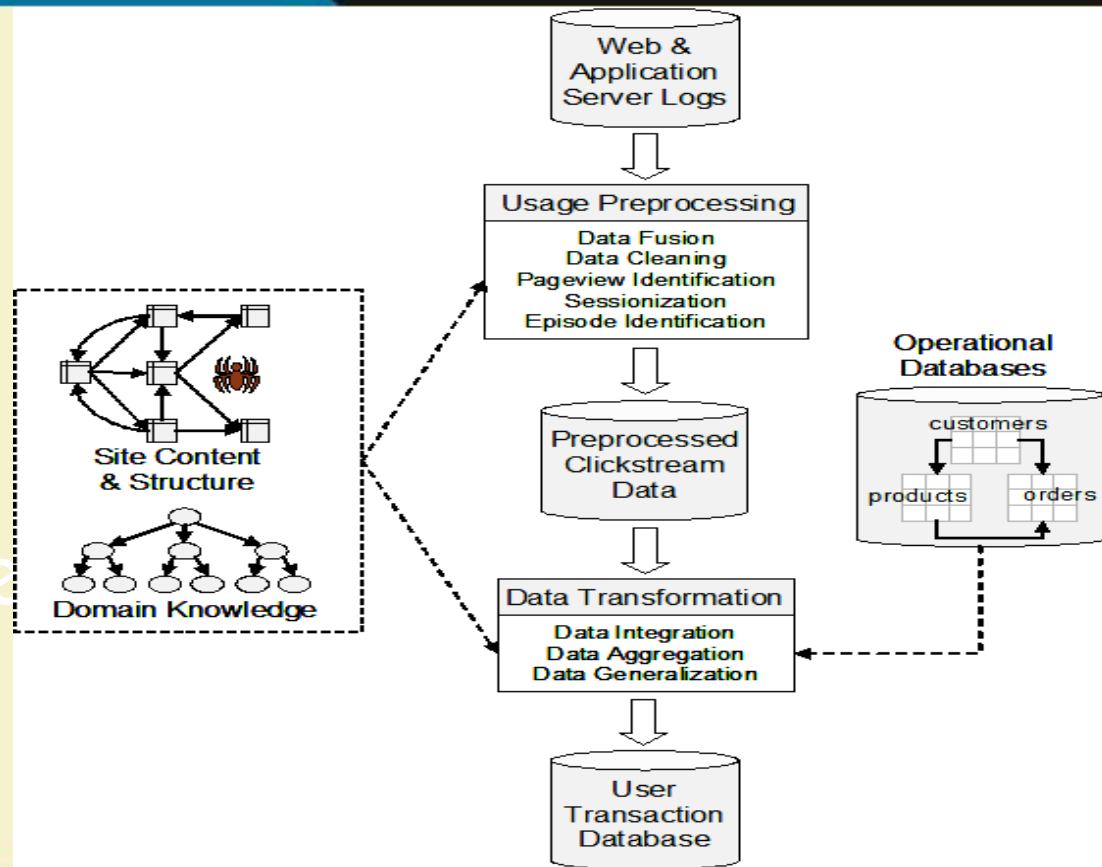 Web &
Application
Server Logs
Usage Preprocessing
Data Fusion
Data Cleaning
Pageview Identification
Sessionization
Episode Identification
Site Content
& Structure
Domain Knowledge
Preprocessed
Clickstream
Data
Operational
Databases
customers
products
orders
Data Transformation
Data Integration
Data Aggregation
Data Generalization
User
Transaction
Database